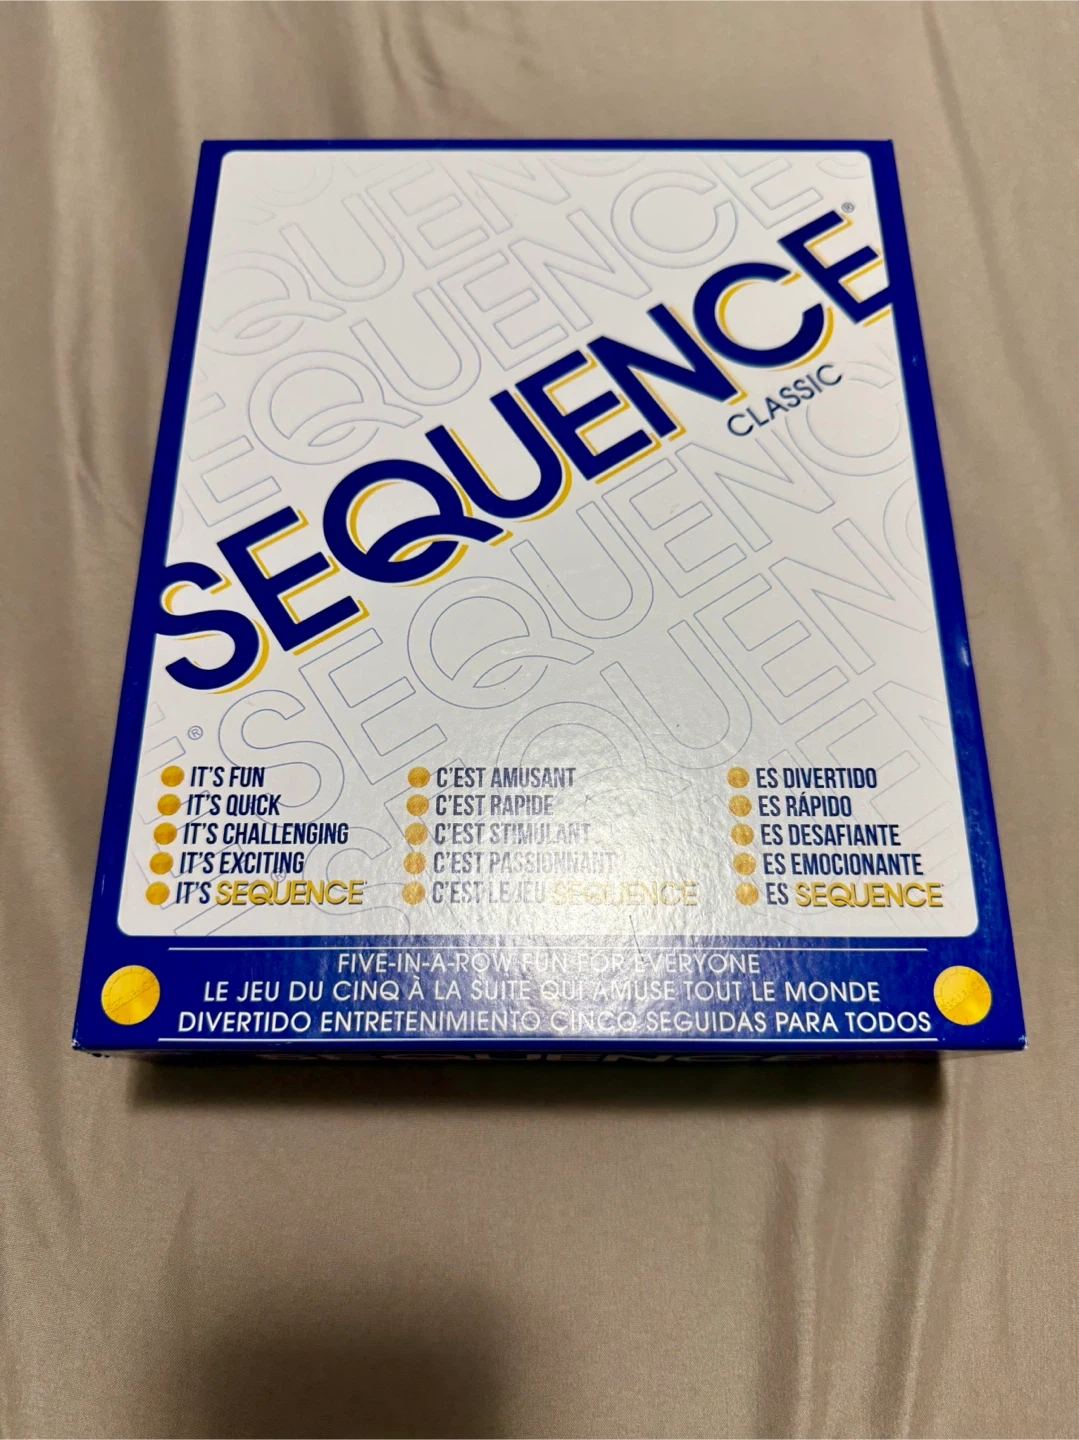 SEQUENCE®
CLASSIC
IT'S FUN
IT'S QUICK
IT'S CHALLENGING
IT'S EXCITING
IT'S SEQUENCE
C'EST AMUSANT
C'EST RAPIDE
C'EST STIMULANT
C'EST PASSIONNANT
C'EST LE JEU SEQUENCE
ES DIVERTIDO
ES RÁPIDO
ES DESAFIANTE
ES EMOCIONANTE
ES SEQUENCE
FIVE-IN-A-ROW FUN FOR EVERYONE
LE JEU DU CINQ À LA SUITE QUI AMUSE TOUT LE MONDE
DIVERTIDO ENTRETENIMIENTO CINCO SEGUIDAS PARA TODOS